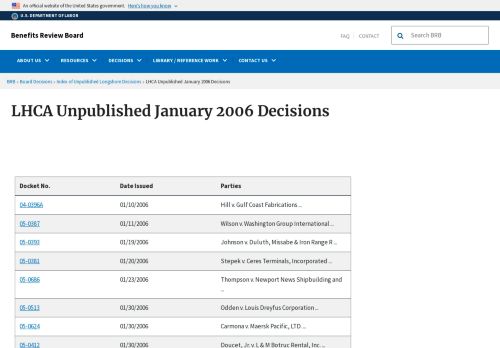 An official website of the United States government. Here's how you know
U.S. DEPARTMENT OF LABOR
Benefits Review Board
FAQ CONTACT
Search BRB
ABOUT US RESOURCES DECISIONS LIBRARY / REFERENCE WORK CONTACT US
BRB › Board Decisions › Index of Unpublished Longshore Decisions › LHCA Unpublished January 2006 Decisions
LHCA Unpublished January 2006 Decisions
Docket No. Date Issued Parties
04-0396A 01/10/2006 Hill v. Gulf Coast Fabrications ...
05-0387 01/11/2006 Wilson v. Washington Group International ...
05-0393 01/19/2006 Johnson v. Duluth, Missabe & Iron Range R ...
05-0381 01/20/2006 Stepek v. Ceres Terminals, Incorporated ...
05-0686 01/23/2006 Thompson v. Newport News Shipbuilding and
...
05-0513 01/30/2006 Odden v. Louis Dreyfus Corporation ...
05-0624 01/30/2006 Carmona v. Maersk Pacific, LTD ...
05-0412 01/30/2006 Doucet, Jr. v. L & M Botruc Rental, Inc. ...